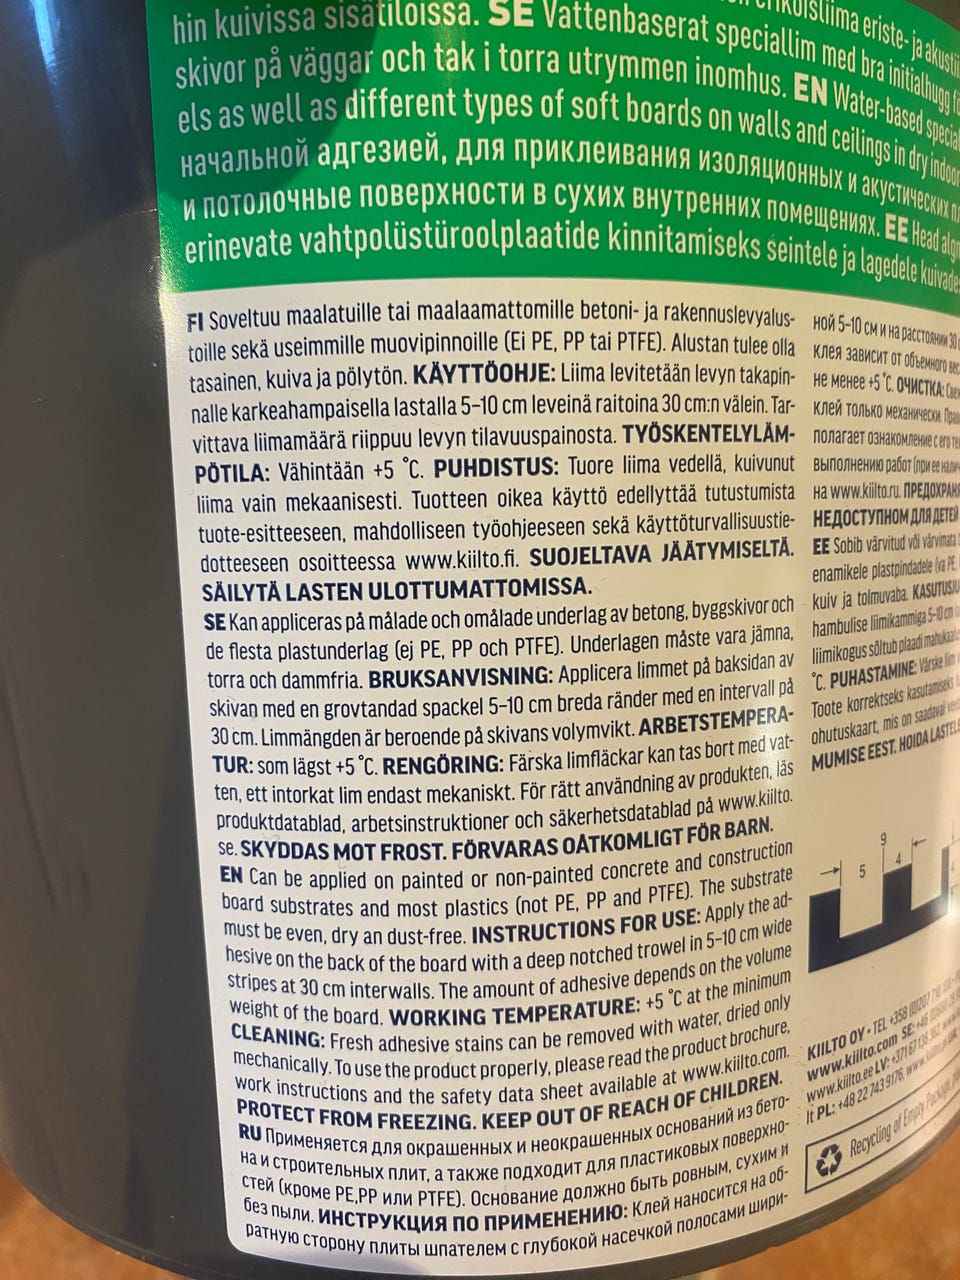 hin kuivissa sisätiloissa. SE Vattenbaserat speciallim med bra initialhugg
erikoisliima eriste- ja
skivor på väggar och tak i torra utrymmen inomhus. EN Water-based
els as well as different types of soft boards on walls and ceilings in dry indoor
начальной адгезией, для приклеивания изоляционных и акустических
и потолочные поверхности в сухих внутренних помещениях. EE Head
erinevate vahtpolüstüroolplaatide kinnitamiseks seintele ja lagedele
FI Soveltuu maalatuille tai maalaamattomille betoni- ja rakennuslevyalus-
toille sekä useimmille muovipinnoille (Ei PE, PP tai PTFE). Alustan tulee olla
tasainen, kuiva ja pölytön. KÄYTTÖOHJE: Liima levitetään levyn takapin-
nalle karkeahampaisella lastalla 5-10 cm leveinä raitoina 30 cm:n välein. Tar-
vittava liimamäärä riippuu levyn tilavuuspainosta. TYÖSKENTELYLÄM-
PÖTILA: Vähintään +5 °C. PUHDISTUS: Tuore liima vedellä, kuivunut
liima vain mekaanisesti. Tuotteen oikea käyttö edellyttää tutustumista
tuote-esitteeseen, mahdolliseen työohjeeseen sekä käyttöturvallisuustie-
dotteeseen osoitteessa www.kiilto.fi. SUOJELTAVA JÄÄTYMISELTÄ.
SÄILYTÄ LASTEN ULOTTUMATTOMISSA.
SE Kan appliceras på målade och omålade underlag av betong, byggskivor och
de flesta plastunderlag (ej PE, PP och PTFE). Underlagen måste vara jämna,
torra och dammfria. BRUKSANVISNING: Applicera limmet på baksidan av
skivan med en grovtandad spackel 5-10 cm breda ränder med en intervall på
30 cm. Limmängden är beroende på skivans volymvikt. ARBETSTEMPERA-
TUR: som lägst +5 °C. RENGÖRING: Färska limfläckar kan tas bort med vat-
ten, ett intorkat lim endast mekaniskt. För rätt användning av produkten, läs
produktdatablad, arbetsinstruktioner och säkerhetsdatablad på www.kiilto.
se. SKYDDAS MOT FROST. FÖRVARAS OÅTKOMLIGT FÖR BARN.
EN Can be applied on painted or non-painted concrete and construction
board substrates and most plastics (not PE, PP and PTFE). The substrate
must be even, dry an dust-free. INSTRUCTIONS FOR USE: Apply the ad-
hesive on the back of the board with a deep notched trowel in 5-10 cm wide
stripes at 30 cm interwalls. The amount of adhesive depends on the volume
weight of the board. WORKING TEMPERATURE: +5 °C at the minimum
CLEANING: Fresh adhesive stains can be removed with water, dried only
mechanically. To use the product properly, please read the product brochure,
work instructions and the safety data sheet available at www.kiilto.com.
PROTECT FROM FREEZING. KEEP OUT OF REACH OF CHILDREN.
RU Применяется для окрашенных и неокрашенных оснований из бето-
на и строительных плит, а также подходит для пластиковых поверхно-
стей (кроме PE,PP или PTFE). Основание должно быть ровным, сухим и
без пыли. ИНСТРУКЦИЯ ПО ПРИМЕНЕНИЮ: Клей наносится на об-
ратную сторону плиты шпателем с глубокой насечкой полосами шири-
ной 5-10 см и на расстоянии 30
клея зависит от объемного
не менее +5 °C. ОЧИСТКА:
клей только механически.
полагает ознакомление с его
выполнению работ (при ее
на www.kiilto.ru.
НЕДОСТУПНОМ ДЛЯ ДЕТЕЙ
EE Sobib värvitud või värvimata
enamikele plastpindadele (va PE,
kuiv ja tolmuvaba.
hambulise liimikammiga 5-10 cm
liimikogus sõltub plaadi
°C. PUHASTAMINE: Värske liim
Toote korrektseks kasutamiseks
ohutuskaart, mis on saadaval
MUMISE EEST. HOIDA
9
5
4
KIILTO OY • TEL +358 (0)207 710 100
www.kiilto.com SE: +46
www.kiilto.ee LV: +371 67
lt PL: +48 22 743 9176,
Recycling of Empty